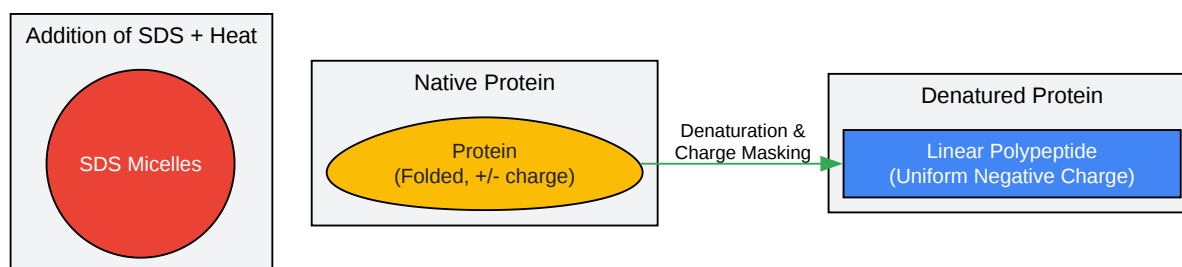 Addition of SDS + Heat
SDS Micelles
Native Protein
Protein
(Folded, +/- charge)
Denaturation &
Charge Masking
Denatured Protein
Linear Polypeptide
(Uniform Negative Charge)